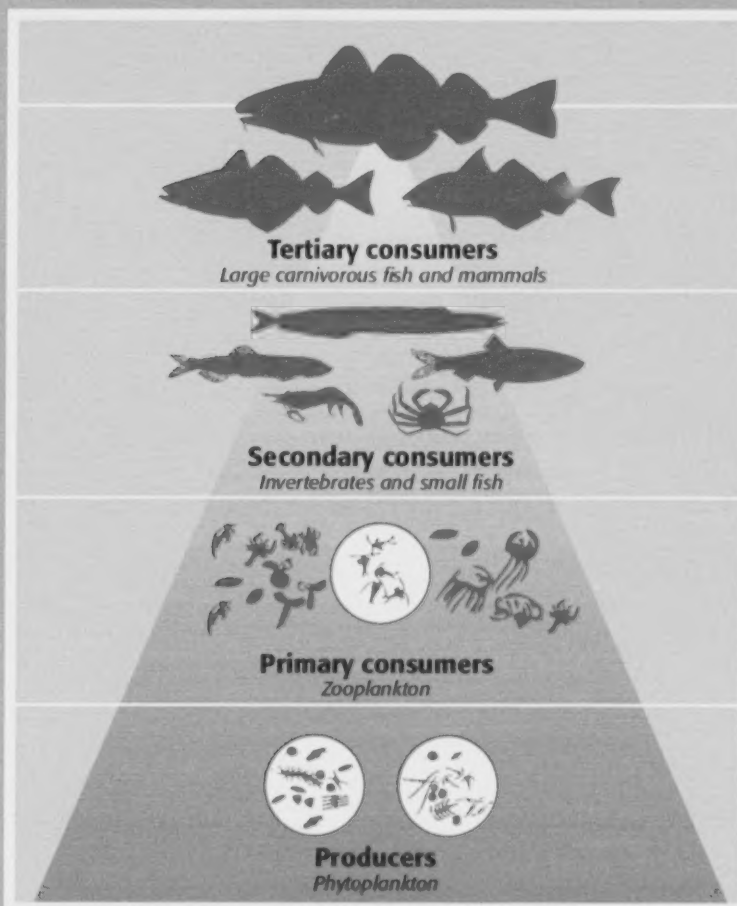 Tertiary consumers
Large carnivorous fish and mammals
Secondary consumers
Invertebrates and small fish
Primary consumers
Zooplankton
Producers
Phytoplankton